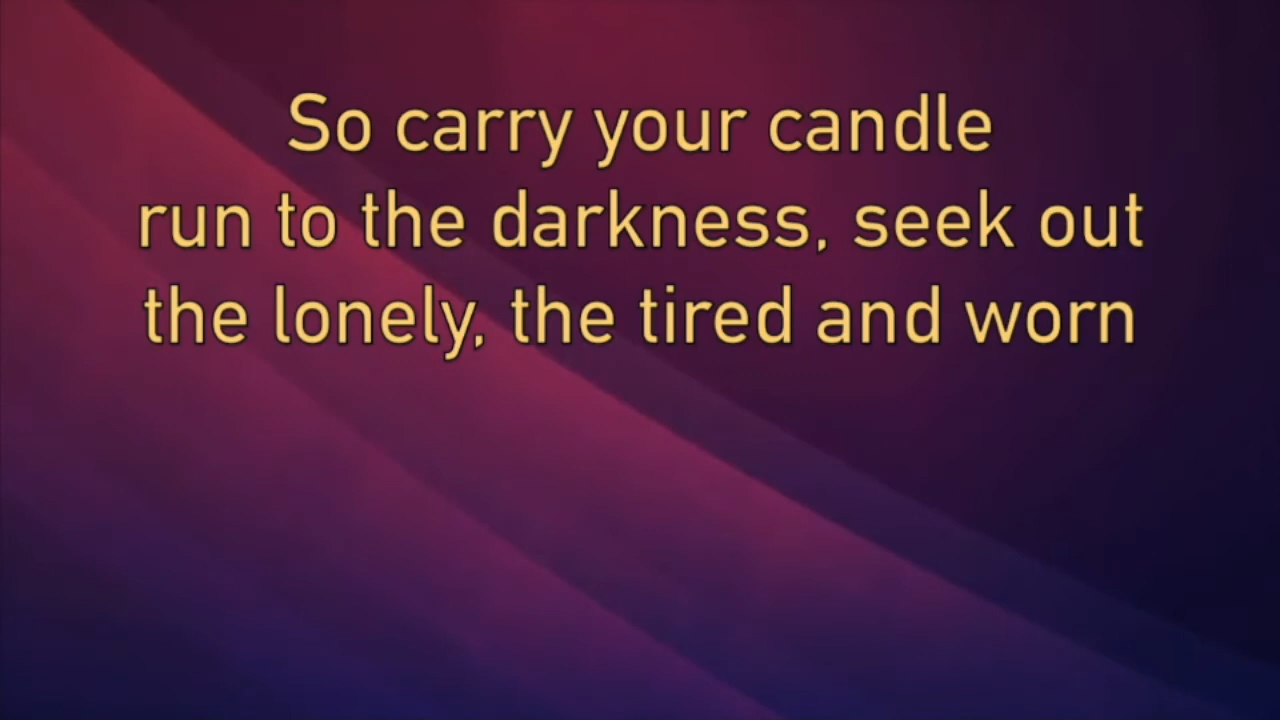 So carry your candle
run to the darkness, seek out
the lonely, the tired and worn